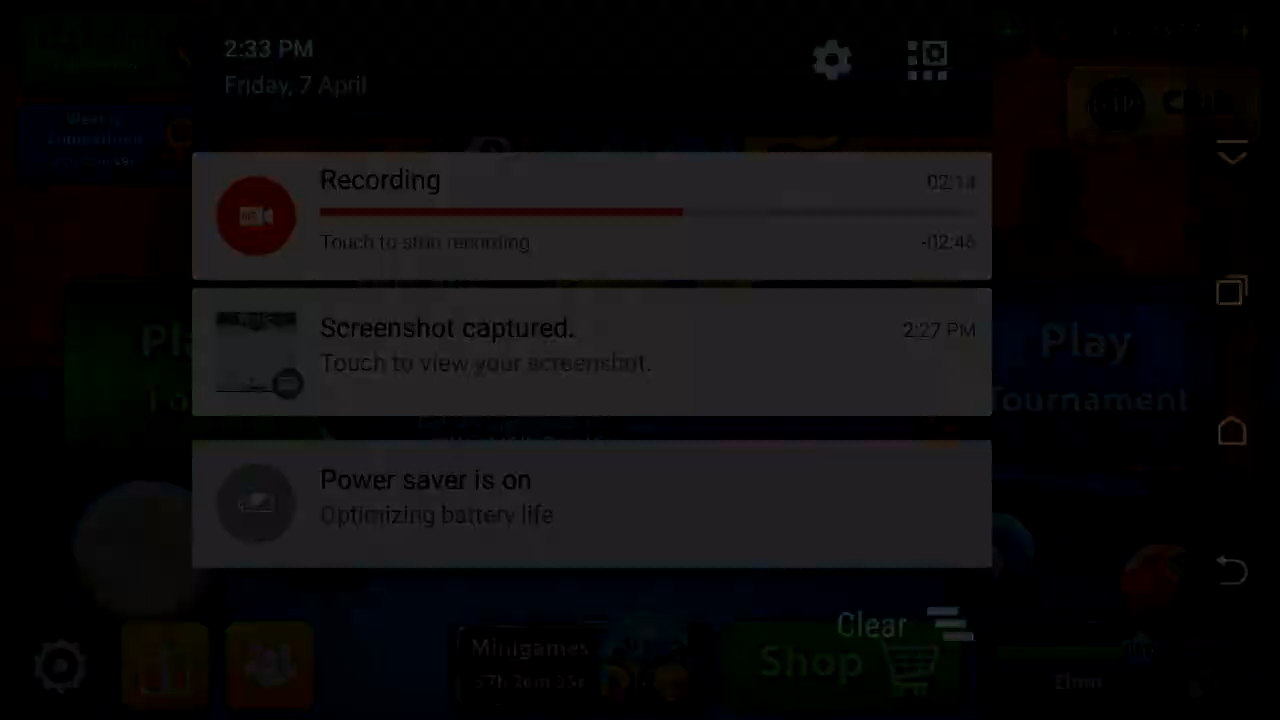 2:33 PM
Friday, 7 April
Recording
02:14
Touch to stop recording
-02:46
Screenshot captured.
2:27 PM
Touch to view your screenshot.
Play
Tournament
Power saver is on
Optimizing battery life
Clear
Minigames
Shop